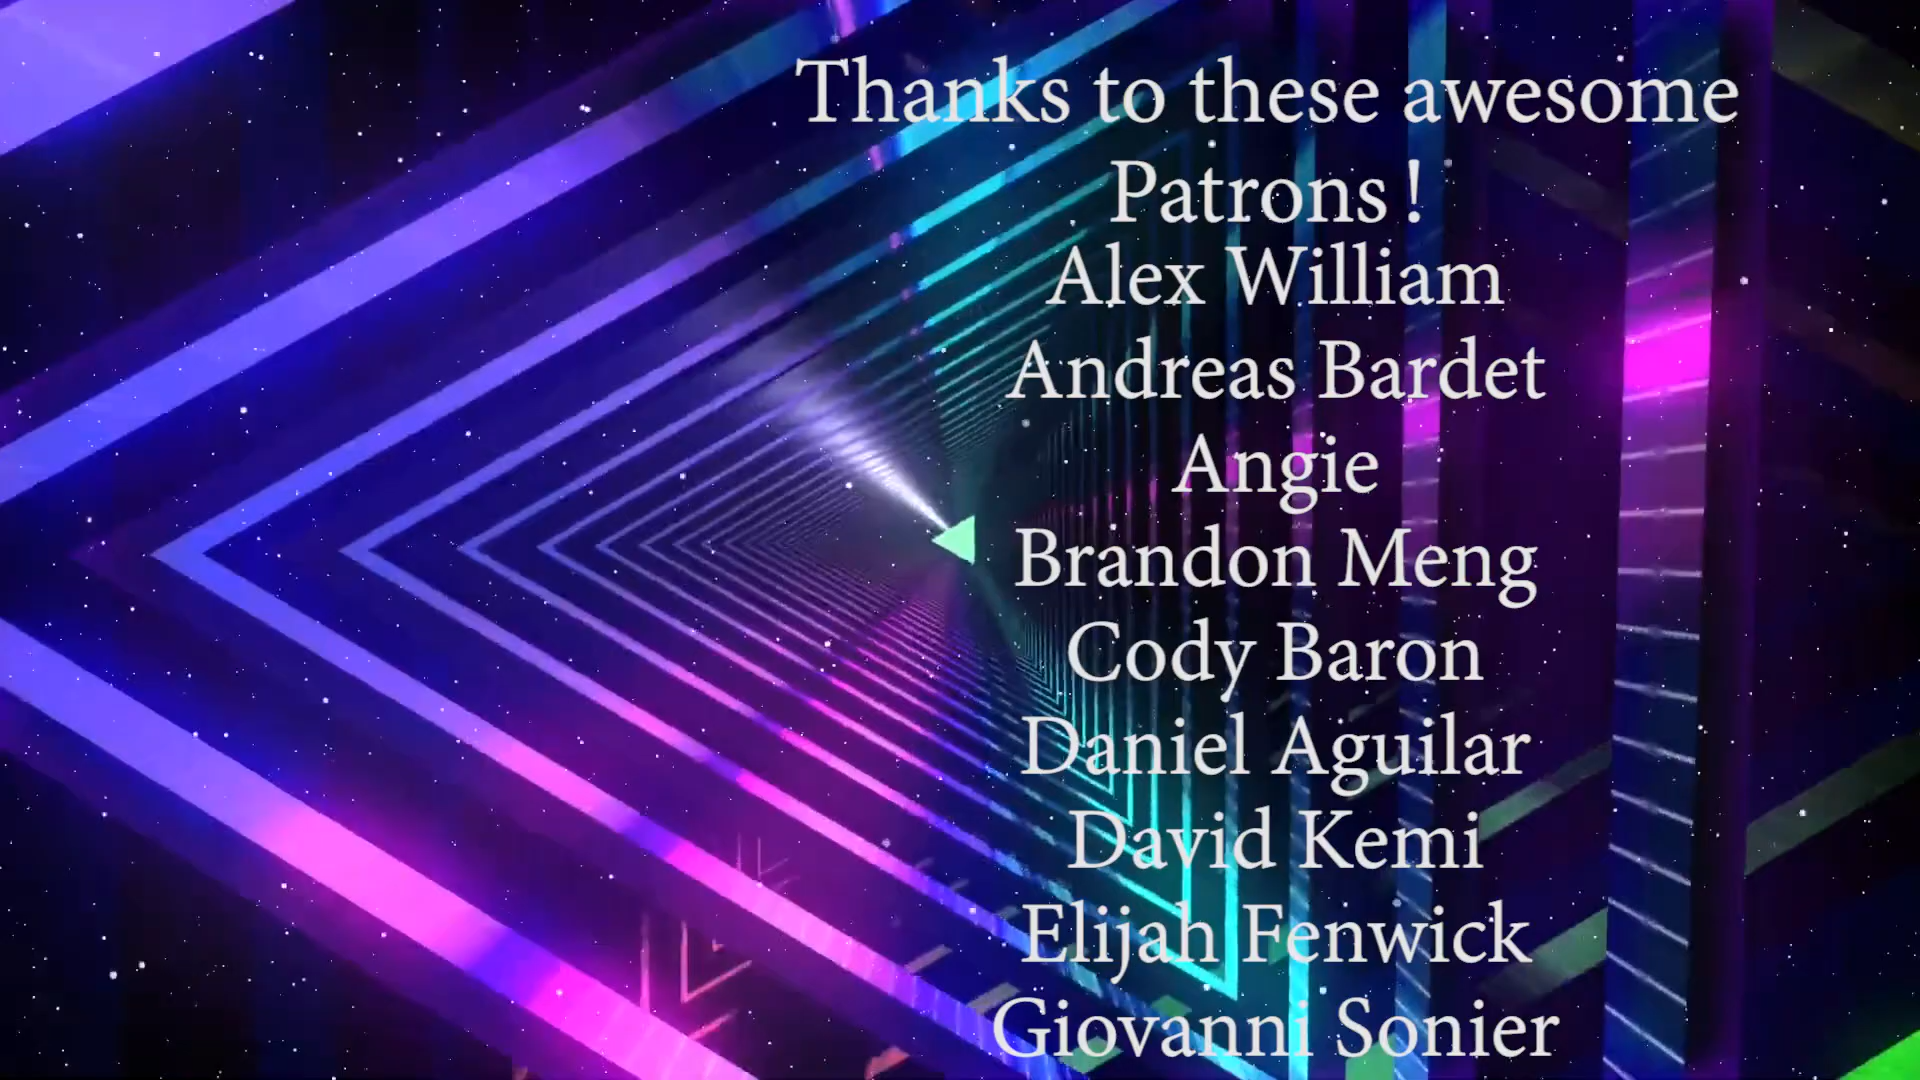 Thanks to these awesome
Patrons !
Alex William
Andreas Bardet
Angie
Brandon Meng
Cody Baron
Daniel Aguilar
David Kemi
Elijah Fenwick
Giovanni Sonier